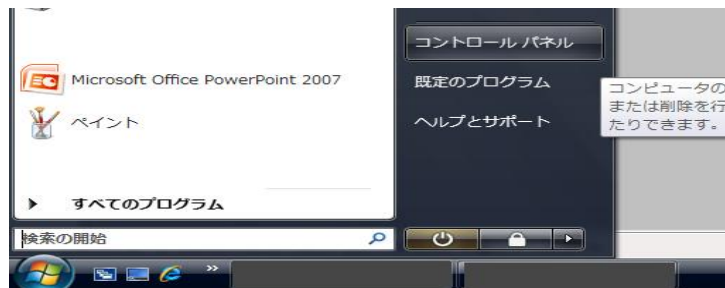 コントロール パネル
Microsoft Office PowerPoint 2007
既定のプログラム
コンピュータの
または削除を行
たりできます。
ペイント
ヘルプとサポート
すべてのプログラム
検索の開始
»